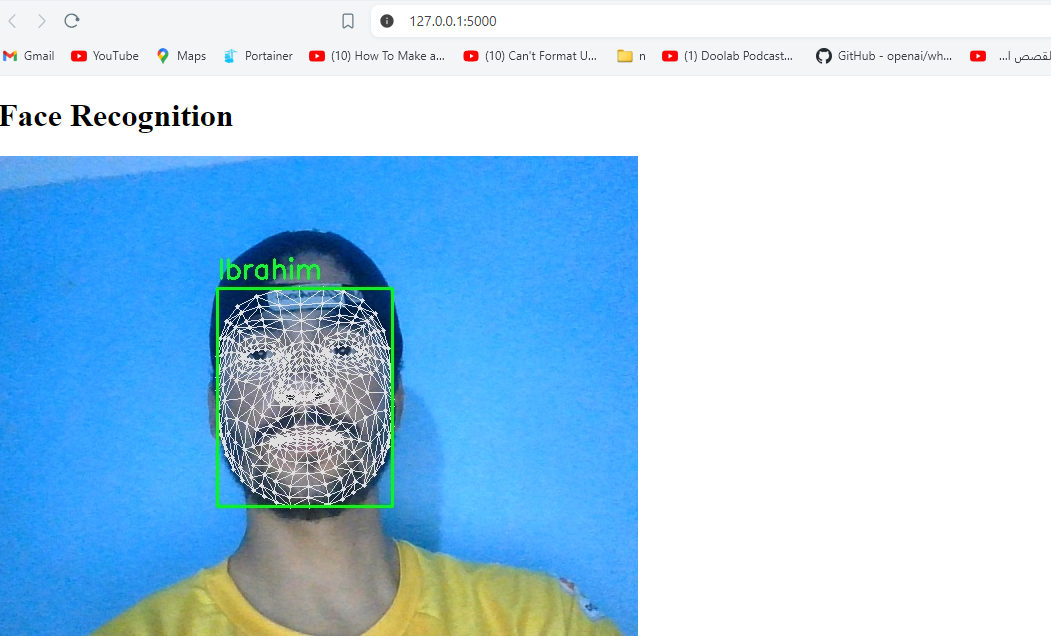 127.0.0.1:5000
Gmail YouTube Maps Portainer (10) How To Make a... (10) Can't Format U... n (1) Doolab Podcast... GitHub - openai/wh... القصص ا...
Face Recognition
Ibrahim